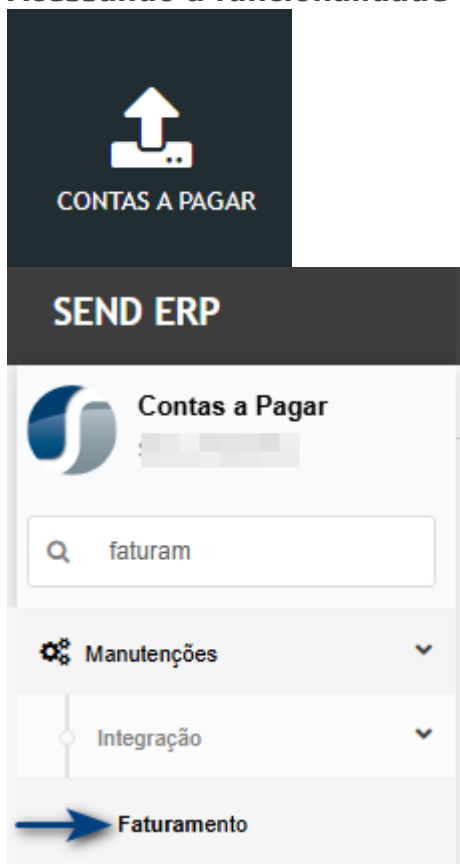 CONTAS A PAGAR
SEND ERP
Contas a Pagar
faturam
Manutenções
Integração
Faturamento